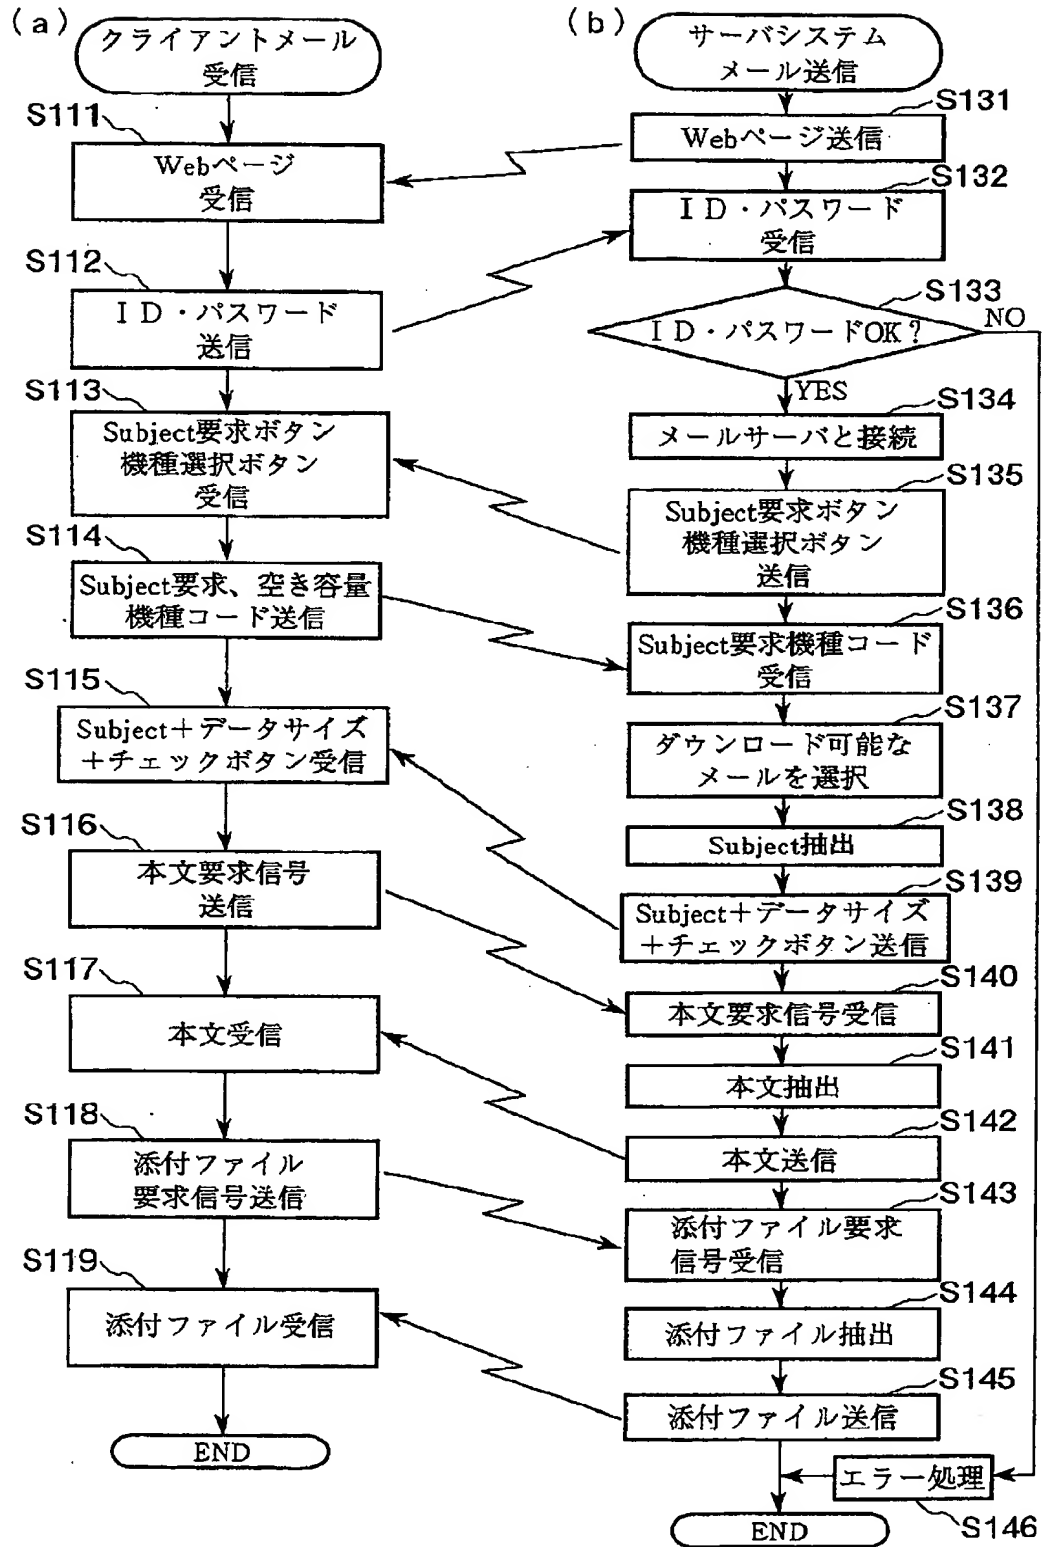 (a)
クライアントメール
受信
S111
Webページ
受信
S112
ＩＤ・パスワード
送信
S113
Subject要求ボタン
機種選択ボタン
受信
S114
Subject要求、空き容量
機種コード送信
S115
Subject＋データサイズ
＋チェックボタン受信
S116
本文要求信号
送信
S117
本文受信
S118
添付ファイル
要求信号送信
S119
添付ファイル受信
END
(b)
サーバシステム
メール送信
S131
Webページ送信
S132
ＩＤ・パスワード
受信
S133
ＩＤ・パスワードOK？
NO
YES
S134
メールサーバと接続
S135
Subject要求ボタン
機種選択ボタン
送信
S136
Subject要求機種コード
受信
S137
ダウンロード可能な
メールを選択
S138
Subject抽出
S139
Subject＋データサイズ
＋チェックボタン送信
S140
本文要求信号受信
S141
本文抽出
S142
本文送信
S143
添付ファイル要求
信号受信
S144
添付ファイル抽出
S145
添付ファイル送信
エラー処理
S146
END